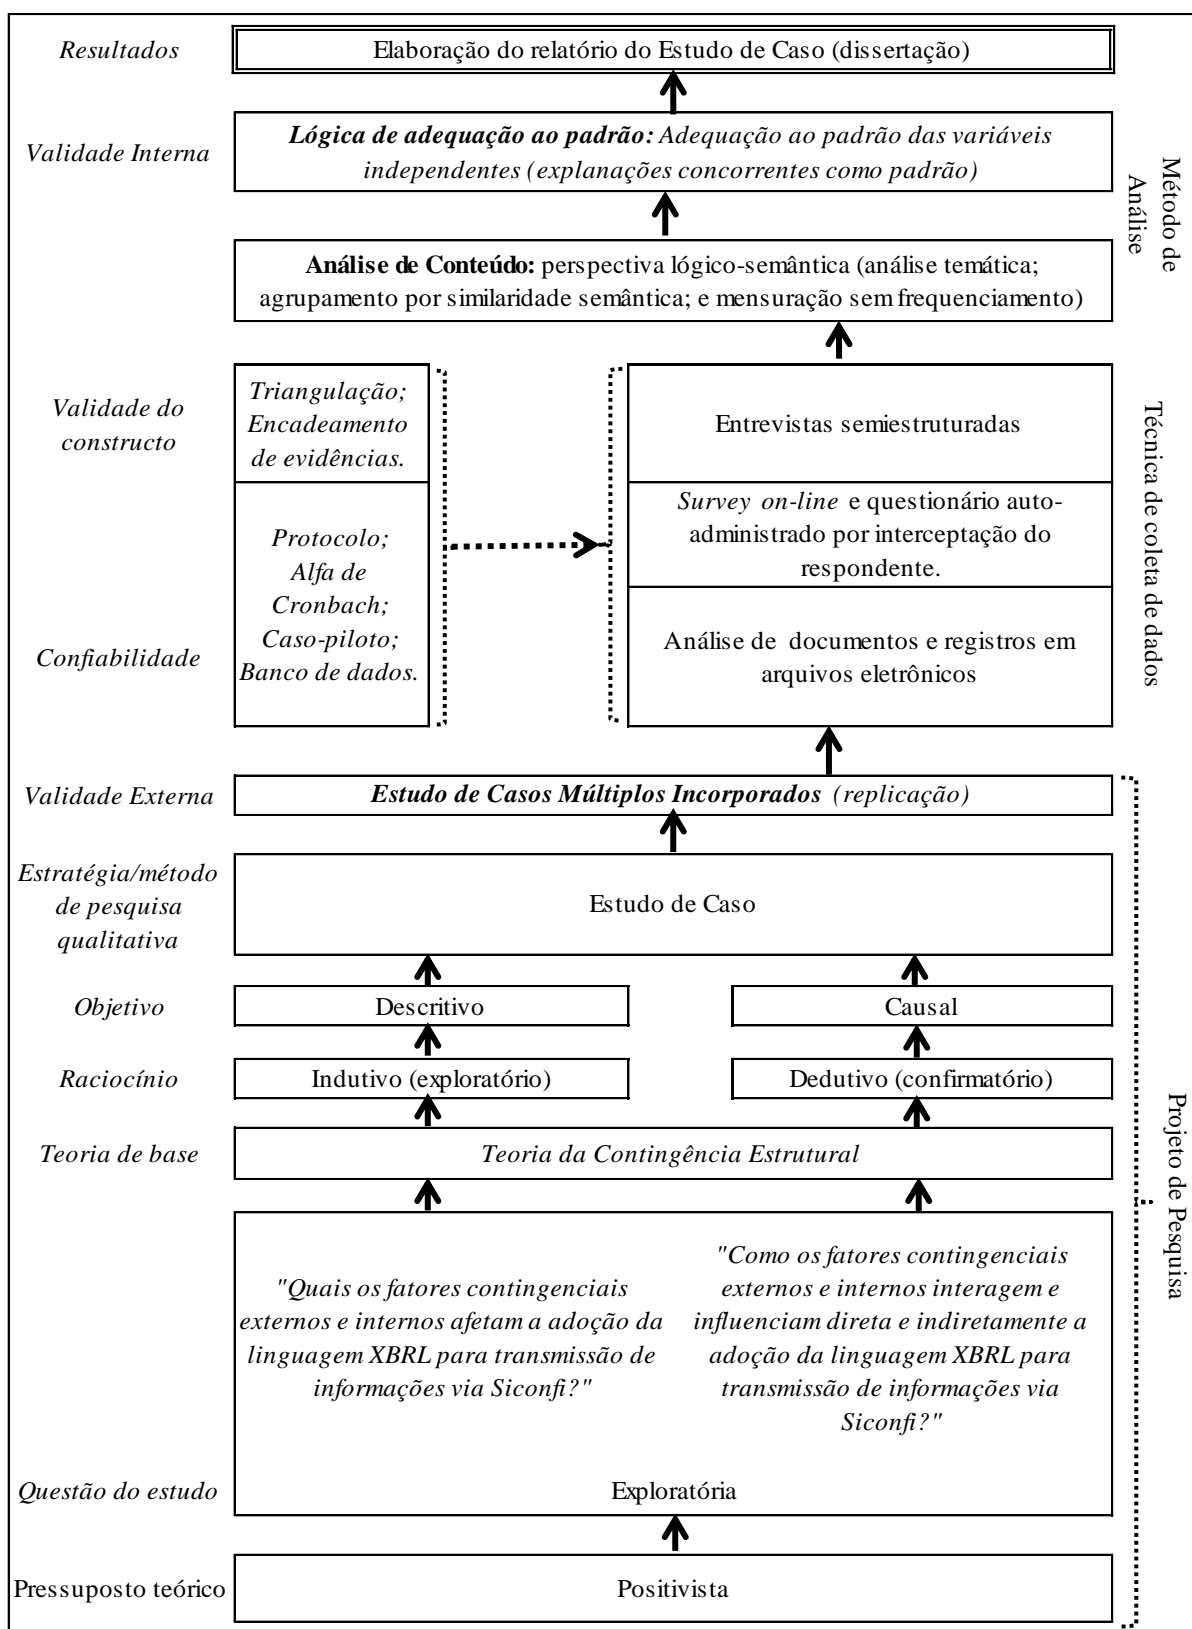 Resultados
Elaboração do relatório do Estudo de Caso (dissertação)
Validade Interna
Lógica de adequação ao padrão: Adequação ao padrão das variáveis
independentes (explanações concorrentes como padrão)
Análise de Conteúdo: perspectiva lógico-semântica (análise temática;
agrupamento por similaridade semântica; e mensuração sem frequenciamento)
Método de
Análise
Validade do
constructo
Triangulação;
Encadeamento
de evidências.
Entrevistas semiestruturadas
Survey on-line e questionário auto-
administrado por interceptação do
respondente.
Confiabilidade
Protocolo;
Alfa de
Cronbach;
Caso-piloto;
Banco de dados.
Análise de documentos e registros em
arquivos eletrônicos
Técnica de coleta de dados
Validade Externa
Estudo de Casos Múltiplos Incorporados (replicação)
Estratégia/método
de pesquisa
qualitativa
Estudo de Caso
Objetivo
Descritivo
Causal
Raciocínio
Indutivo (exploratório)
Dedutivo (confirmatório)
Teoria de base
Teoria da Contingência Estrutural
"Quais os fatores contingenciais
externos e internos afetam a adoção da
linguagem XBRL para transmissão de
informações via Siconfi?"
"Como os fatores contingenciais
externos e internos interagem e
influenciam direta e indiretamente a
adoção da linguagem XBRL para
transmissão de informações via
Siconfi?"
Questão do estudo
Exploratória
Pressuposto teórico
Positivista
Projeto de Pesquisa